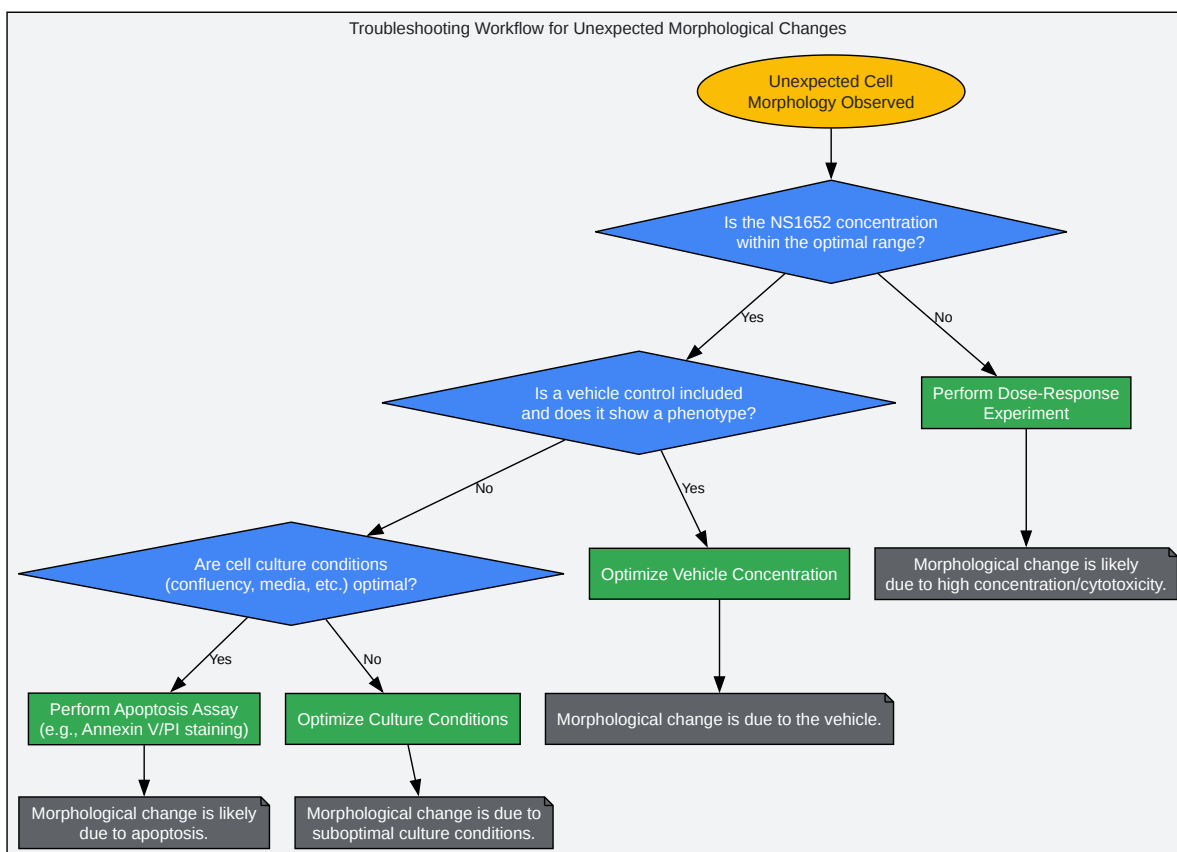 Troubleshooting Workflow for Unexpected Morphological Changes
Unexpected Cell
Morphology Observed
Is the NS1652 concentration
within the optimal range?
Yes
No
Is a vehicle control included
and does it show a phenotype?
Perform Dose-Response
Experiment
No
Yes
Are cell culture conditions
(confluency, media, etc.) optimal?
Optimize Vehicle Concentration
Morphological change is likely
due to high concentration/cytotoxicity.
Yes
No
Perform Apoptosis Assay
(e.g., Annexin V/PI staining)
Optimize Culture Conditions
Morphological change is due to the vehicle.
Morphological change is likely
due to apoptosis.
Morphological change is due to
suboptimal culture conditions.